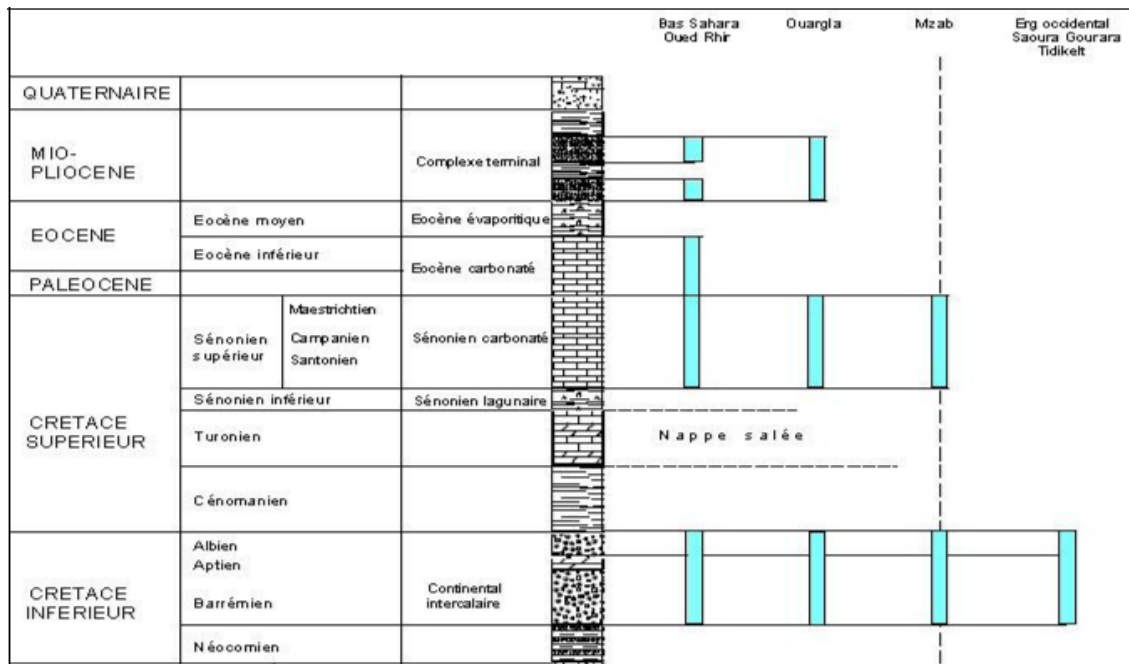 Bas Sahara
Oued Rhir
Ouargla
Mzab
Erg occidental
Saoura Gourara
Tidikelt
QUATERNAIRE
MIO-
PLIOCENE
Complexe terminal
EOCENE
Eocène moyen
Eocène évaporitique
Eocène inférieur
Eocène carbonaté
PALEOCENE
CRETACE
SUPERIEUR
Sénonien
supérieur
Maestrichtien
Campanien
Santonien
Sénonien carbonaté
Sénonien inférieur
Sénonien lagunaire
Turonien
Nappe salée
Cénomanien
CRETACE
INFERIEUR
Albien
Aptien
Barrémien
Continental
intercalaire
Néocomien